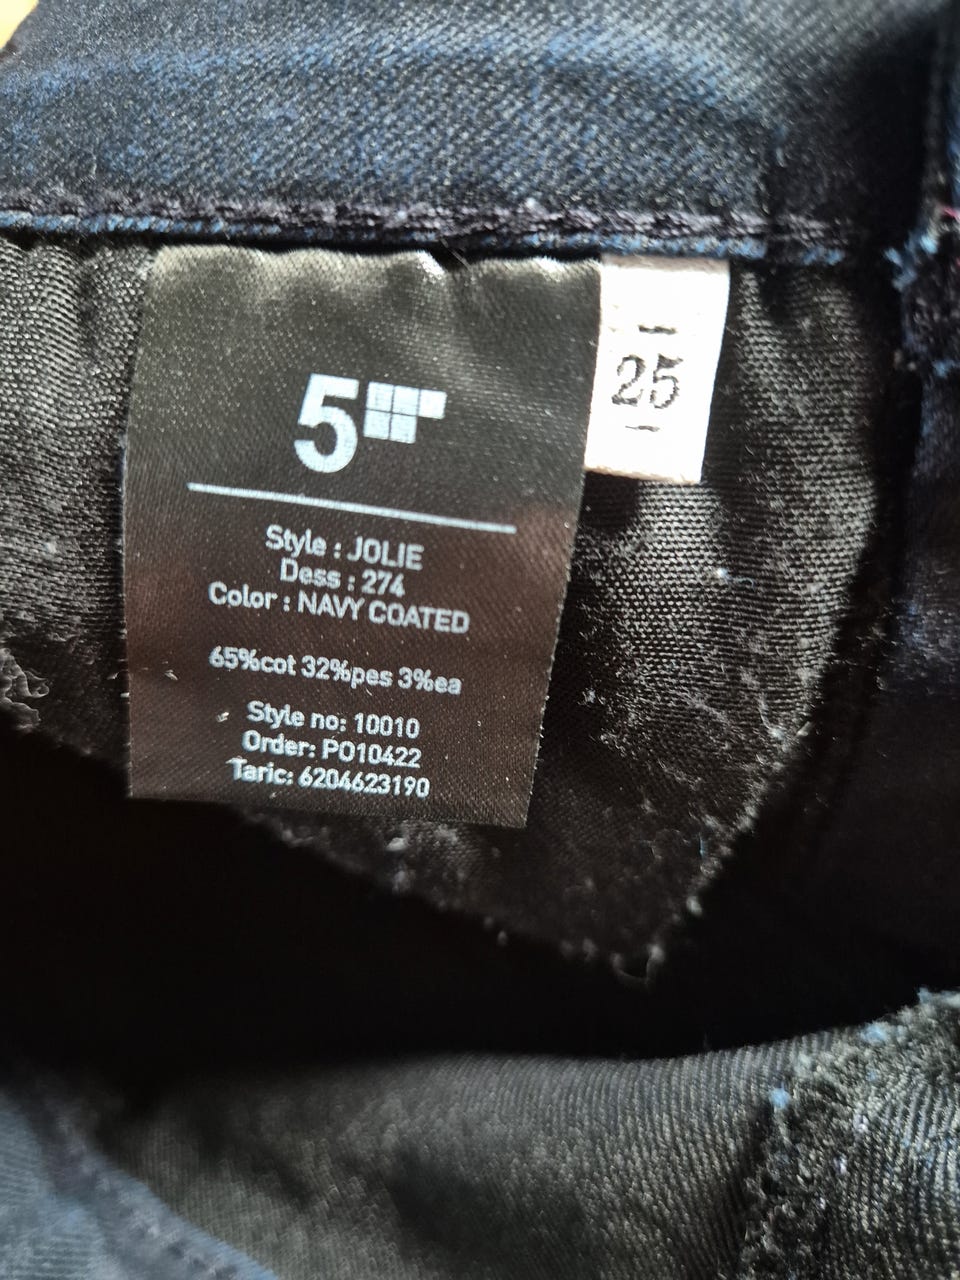 5
25
Style : JOLIE
Dess : 274
Color : NAVY COATED
65%cot 32%pes 3%ea
Style no: 10010
Order: PO10422
Taric: 6204623190